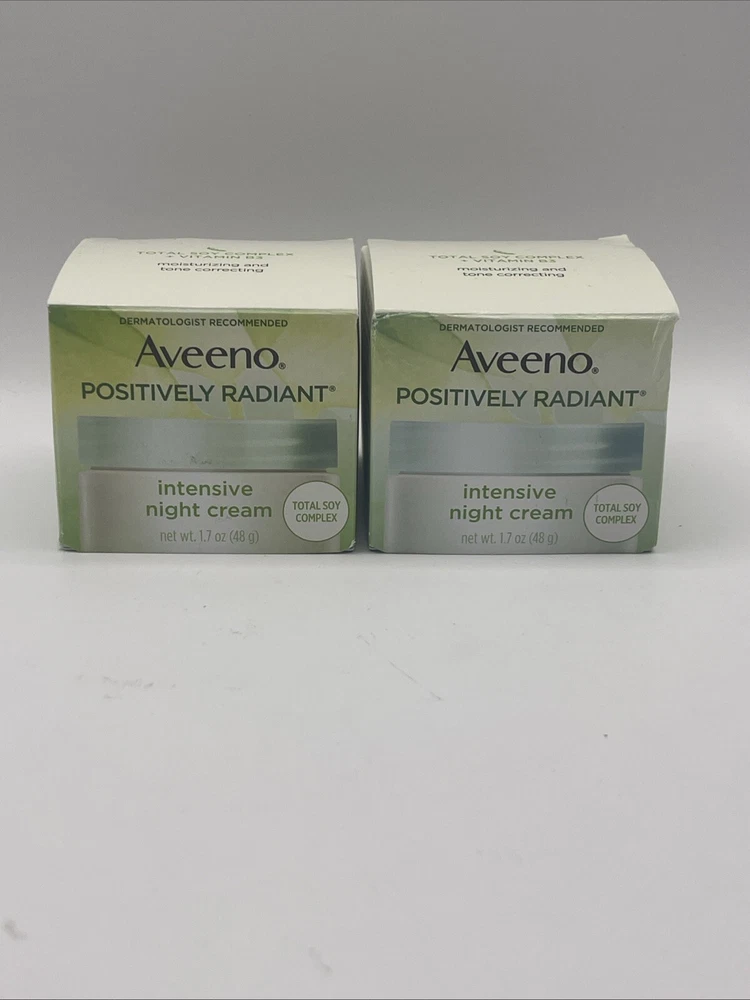 TOTAL SOY COMPLEX
+ VITAMIN B3
moisturizing and
tone correcting
DERMATOLOGIST RECOMMENDED
Aveeno®
POSITIVELY RADIANT®
intensive
night cream
TOTAL SOY
COMPLEX
net wt. 1.7 oz (48 g)
TOTAL SOY COMPLEX
+ VITAMIN B3
moisturizing and
tone correcting
DERMATOLOGIST RECOMMENDED
Aveeno®
POSITIVELY RADIANT®
intensive
night cream
TOTAL SOY
COMPLEX
net wt. 1.7 oz (48 g)